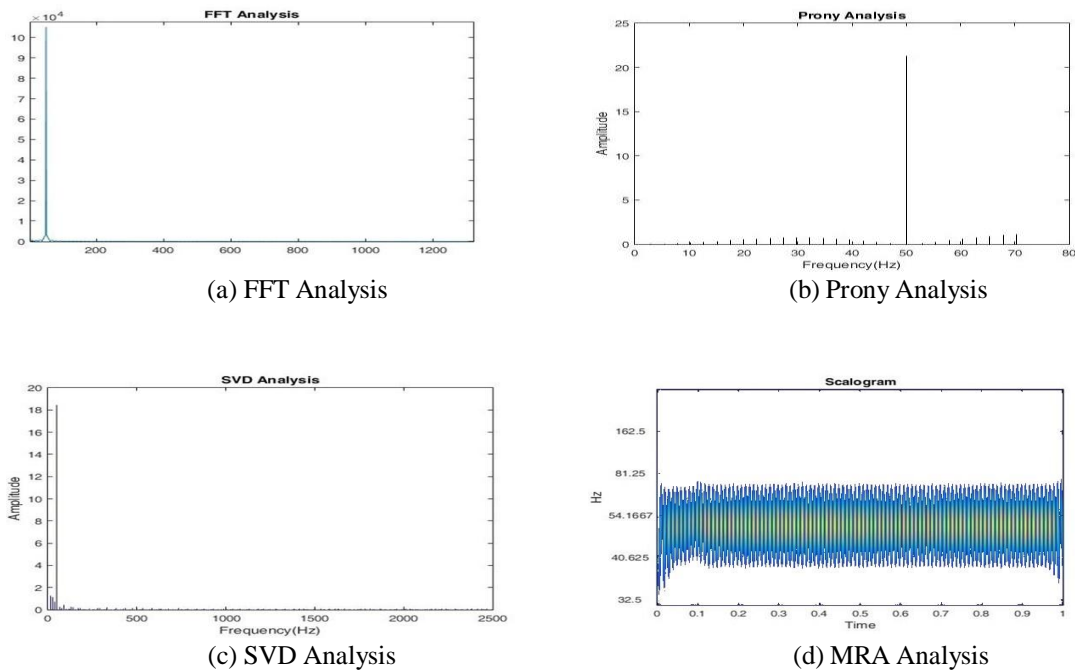 FFT Analysis
× 10^4
10
9
8
7
6
5
4
3
2
1
0
200 400 600 800 1000 1200
(a) FFT Analysis
Prony Analysis
25
20
15
10
5
0
Amplitude
0 10 20 30 40 50 60 70 80
Frequency(Hz)
(b) Prony Analysis
SVD Analysis
20
18
16
14
12
10
8
6
4
2
0
Amplitude
0 500 1000 1500 2000 2500
Frequency(Hz)
(c) SVD Analysis
Scalogram
162.5
81.25
54.1667
40.625
32.5
Hz
0 0.1 0.2 0.3 0.4 0.5 0.6 0.7 0.8 0.9 1
Time
(d) MRA Analysis